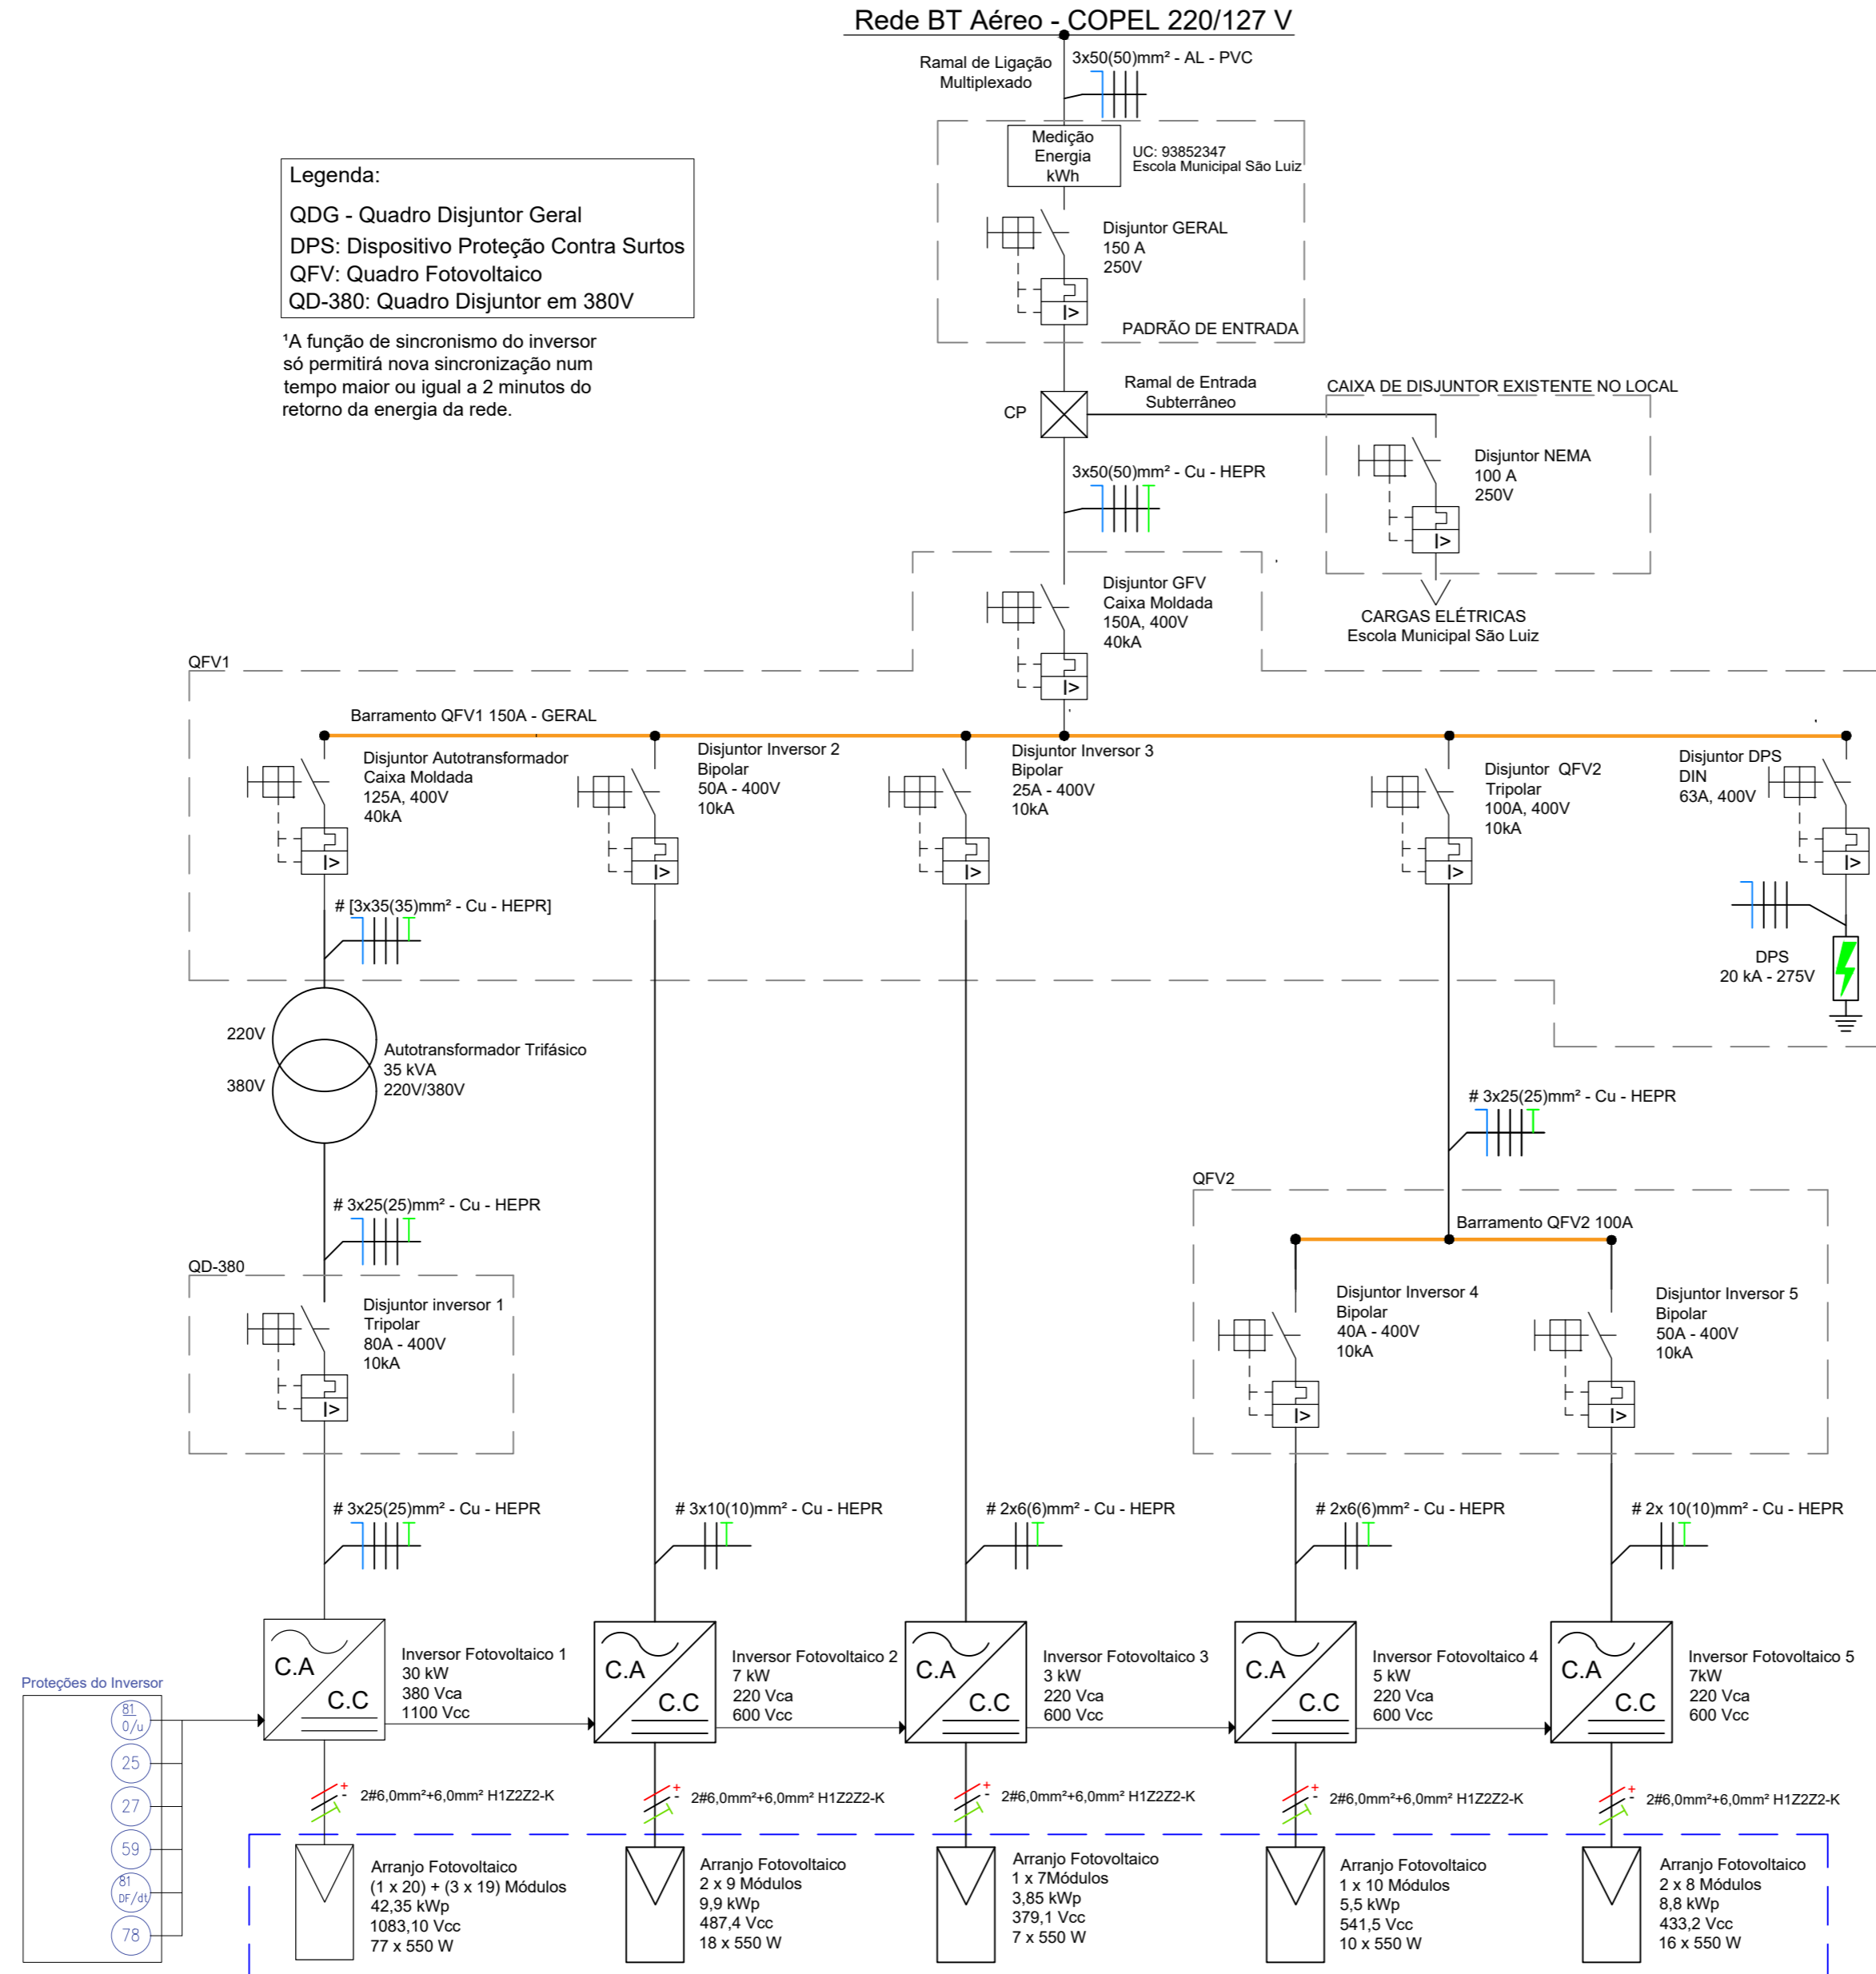 Rede BT Aéreo - COPEL 220/127 V
Ramal de Ligação
Multiplexado
3x50(50)mm² - AL - PVC
Medição
Energia
kWh
UC: 93852347
Escola Municipal São Luiz
Disjuntor GERAL
150 A
250V
I>
PADRÃO DE ENTRADA
Legenda:
QDG - Quadro Disjuntor Geral
DPS: Dispositivo Proteção Contra Surtos
QFV: Quadro Fotovoltaico
QD-380: Quadro Disjuntor em 380V
¹A função de sincronismo do inversor
só permitirá nova sincronização num
tempo maior ou igual a 2 minutos do
retorno da energia da rede.
CP
Ramal de Entrada
Subterrâneo
CAIXA DE DISJUNTOR EXISTENTE NO LOCAL
Disjuntor NEMA
100 A
250V
I>
CARGAS ELÉTRICAS
Escola Municipal São Luiz
3x50(50)mm² - Cu - HEPR
Disjuntor GFV
Caixa Moldada
150A, 400V
40kA
I>
QFV1
Barramento QFV1 150A - GERAL
Disjuntor Autotransformador
Caixa Moldada
125A, 400V
40kA
I>
Disjuntor Inversor 2
Bipolar
50A - 400V
10kA
I>
Disjuntor Inversor 3
Bipolar
25A - 400V
10kA
I>
Disjuntor QFV2
Tripolar
100A, 400V
10kA
I>
Disjuntor DPS
DIN
63A, 400V
I>
DPS
20 kA - 275V
# [3x35(35)mm² - Cu - HEPR]
220V
380V
Autotransformador Trifásico
35 kVA
220V/380V
# 3x25(25)mm² - Cu - HEPR
# 3x25(25)mm² - Cu - HEPR
QFV2
Barramento QFV2 100A
QD-380
Disjuntor inversor 1
Tripolar
80A - 400V
10kA
I>
Disjuntor Inversor 4
Bipolar
40A - 400V
10kA
I>
Disjuntor Inversor 5
Bipolar
50A - 400V
10kA
I>
# 3x25(25)mm² - Cu - HEPR
# 3x10(10)mm² - Cu - HEPR
# 2x6(6)mm² - Cu - HEPR
# 2x6(6)mm² - Cu - HEPR
# 2x 10(10)mm² - Cu - HEPR
C.A
C.C
Inversor Fotovoltaico 1
30 kW
380 Vca
1100 Vcc
C.A
C.C
Inversor Fotovoltaico 2
7 kW
220 Vca
600 Vcc
C.A
C.C
Inversor Fotovoltaico 3
3 kW
220 Vca
600 Vcc
C.A
C.C
Inversor Fotovoltaico 4
5 kW
220 Vca
600 Vcc
C.A
C.C
Inversor Fotovoltaico 5
7kW
220 Vca
600 Vcc
Proteções do Inversor
81
0/u
25
27
59
81
DF/dt
78
+
-
2#6,0mm²+6,0mm² H1Z2Z2-K
+
-
2#6,0mm²+6,0mm² H1Z2Z2-K
+
-
2#6,0mm²+6,0mm² H1Z2Z2-K
+
-
2#6,0mm²+6,0mm² H1Z2Z2-K
+
-
2#6,0mm²+6,0mm² H1Z2Z2-K
Arranjo Fotovoltaico
(1 x 20) + (3 x 19) Módulos
42,35 kWp
1083,10 Vcc
77 x 550 W
Arranjo Fotovoltaico
2 x 9 Módulos
9,9 kWp
487,4 Vcc
18 x 550 W
Arranjo Fotovoltaico
1 x 7Módulos
3,85 kWp
379,1 Vcc
7 x 550 W
Arranjo Fotovoltaico
1 x 10 Módulos
5,5 kWp
541,5 Vcc
10 x 550 W
Arranjo Fotovoltaico
2 x 8 Módulos
8,8 kWp
433,2 Vcc
16 x 550 W